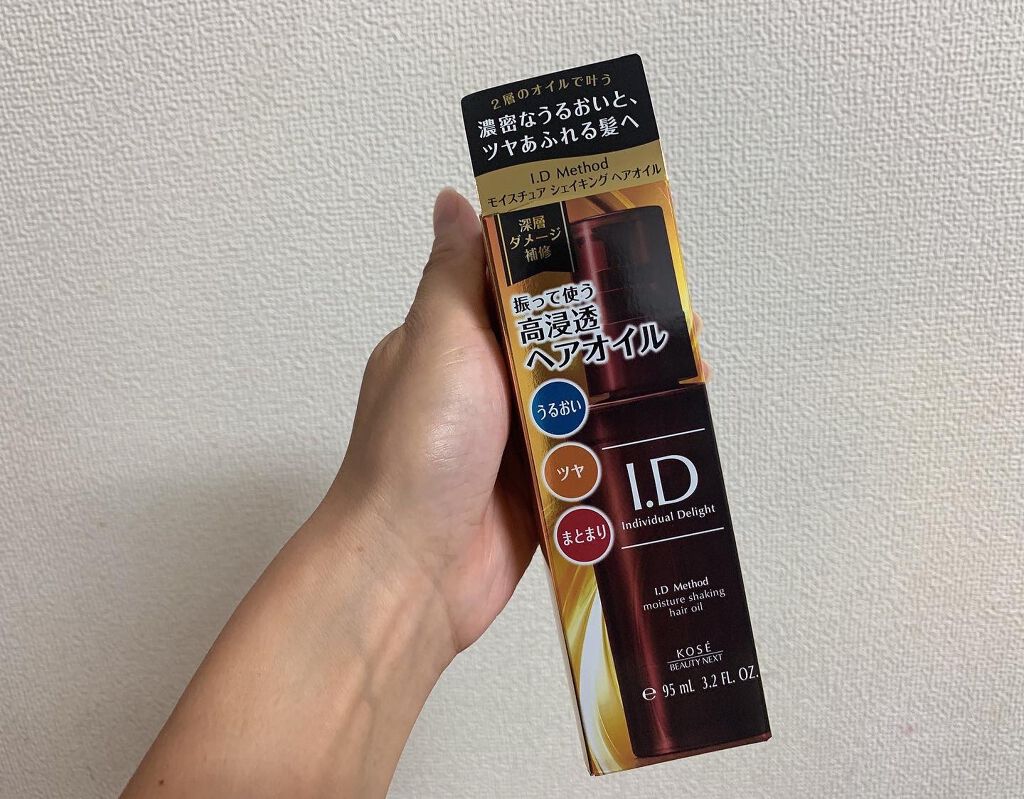 2層のオイルで叶う
濃密なうるおいと、
ツヤあふれる髪へ
I.D Method
モイスチュア シェイキング ヘアオイル
深層
ダメージ
補修
振って使う
高浸透
ヘアオイル
うるおい
ツヤ
まとまり
I.D
Individual Delight
I.D Method
moisture shaking
hair oil
KOSÉ
BEAUTY NEXT
℮ 95 mL 3.2 FL. OZ.